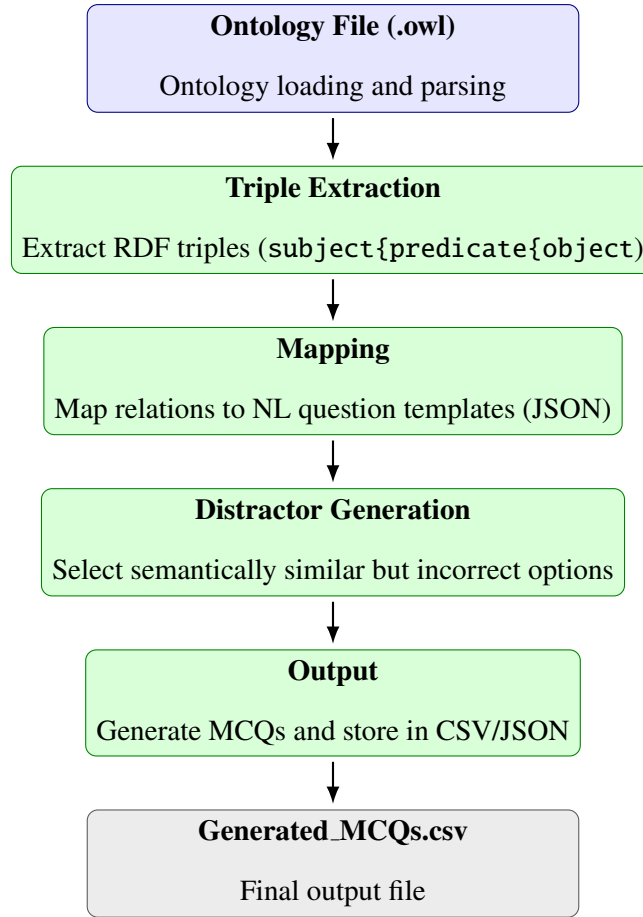 Ontology File (.owl)
Ontology loading and parsing
Triple Extraction
Extract RDF triples (subject{predicate{object)
Mapping
Map relations to NL question templates (JSON)
Distractor Generation
Select semantically similar but incorrect options
Output
Generate MCQs and store in CSV/JSON
Generated_MCQs.csv
Final output file